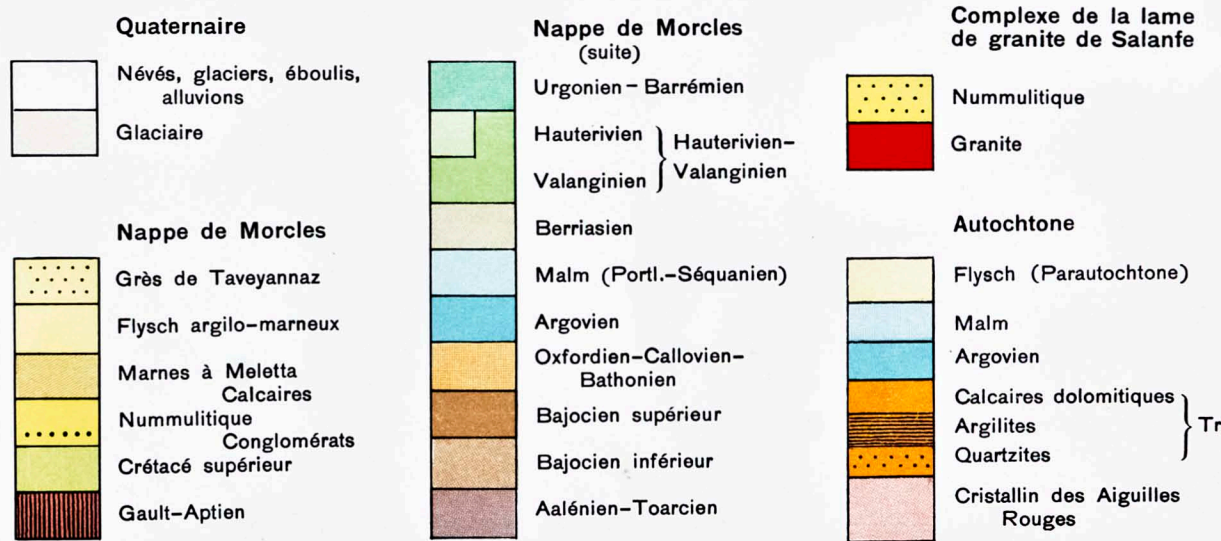 Quaternaire
Névés, glaciers, éboulis,
alluvions
Glaciaire
Nappe de Morcles
Grès de Taveyannaz
Flysch argilo-marneux
Marnes à Meletta
Calcaires
Nummulitique
Conglomérats
Crétacé supérieur
Gault-Aptien
Nappe de Morcles
(suite)
Urgonien-Barrémien
Hauterivien
Valanginien
Hauterivien-
Valanginien
Berriasien
Malm (Portl.-Séquanien)
Argovien
Oxfordien-Callovien-
Bathonien
Bajocien supérieur
Bajocien inférieur
Aalénien-Toarcien
Complexe de la lame
de granite de Salanfe
Nummulitique
Granite
Autochtone
Flysch (Parautochtone)
Malm
Argovien
Calcaires dolomitiques
Argilites
Quartzites
Tr
Cristallin des Aiguilles
Rouges